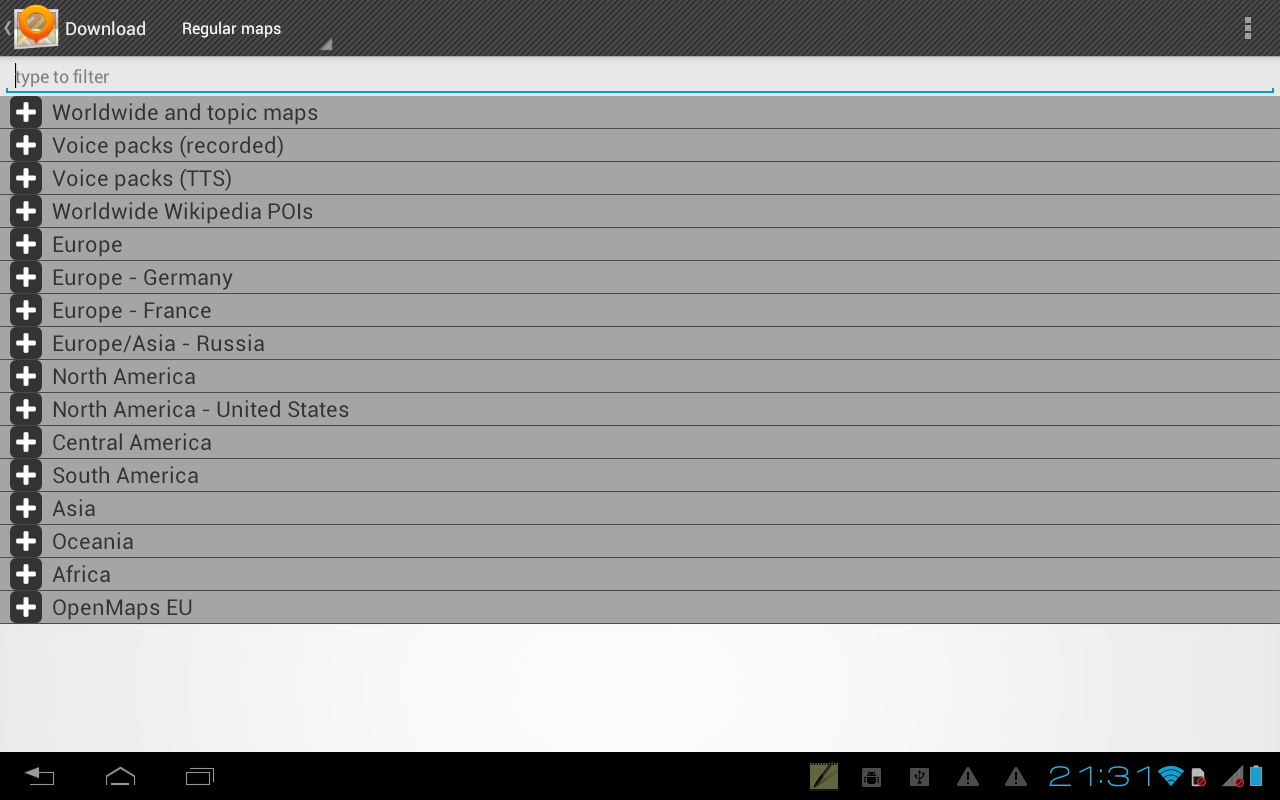 Download Regular maps
type to filter
Worldwide and topic maps
Voice packs (recorded)
Voice packs (TTS)
Worldwide Wikipedia POIs
Europe
Europe - Germany
Europe - France
Europe/Asia - Russia
North America
North America - United States
Central America
South America
Asia
Oceania
Africa
OpenMaps EU
21:31